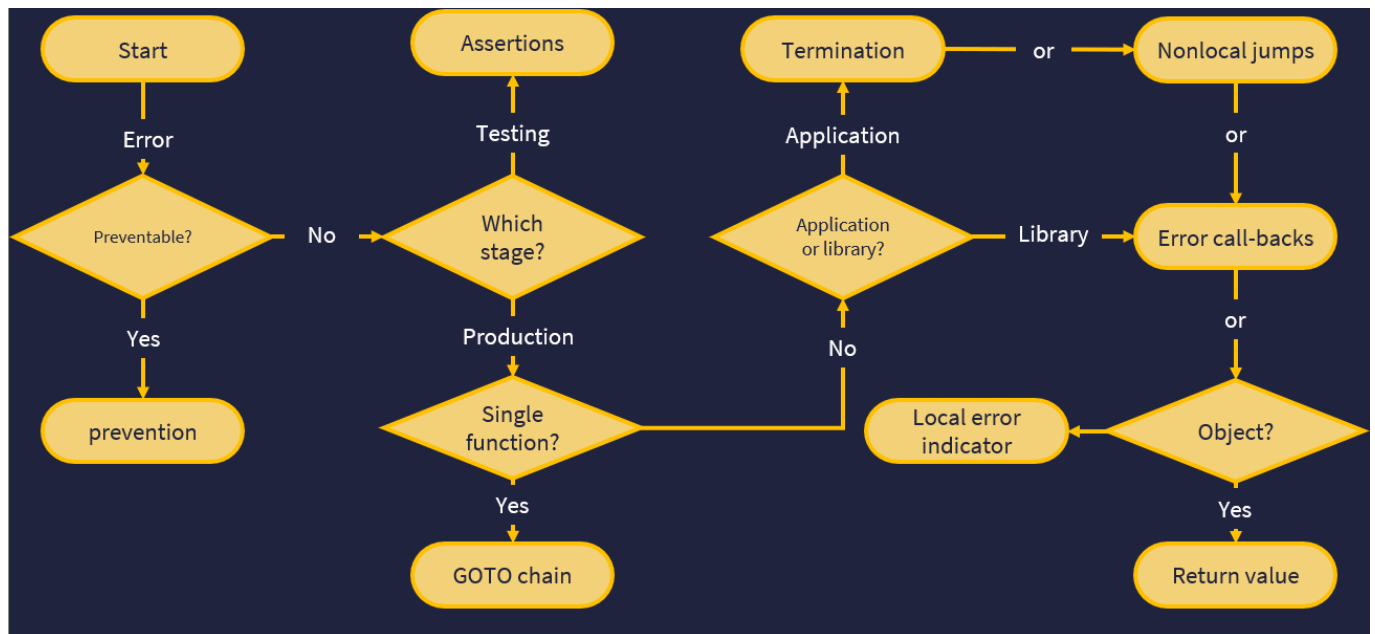 Start
Error
Preventable?
No
Yes
prevention
Assertions
Testing
Which
stage?
Production
Single
function?
Yes
GOTO chain
No
Application
or library?
Application
Termination
or
Nonlocal jumps
or
Library
Error call-backs
or
Object?
Local error
indicator
Yes
Return value